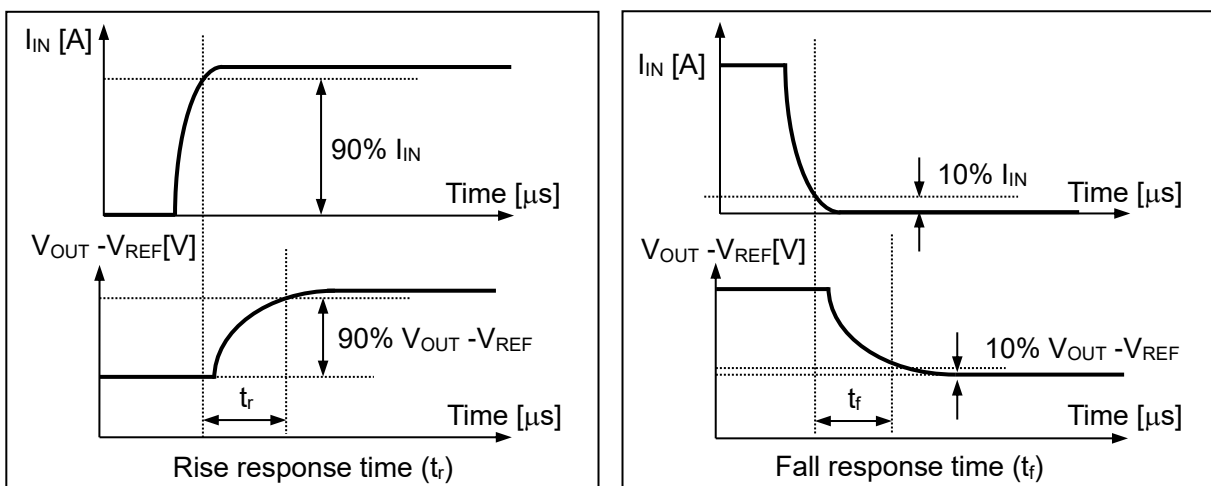 I_IN [A]
90% I_IN
Time [μs]
V_OUT -V_REF[V]
90% V_OUT -V_REF
t_r
Time [μs]
Rise response time (t_r)
I_IN [A]
10% I_IN
Time [μs]
V_OUT -V_REF[V]
10% V_OUT -V_REF
t_f
Time [μs]
Fall response time (t_f)